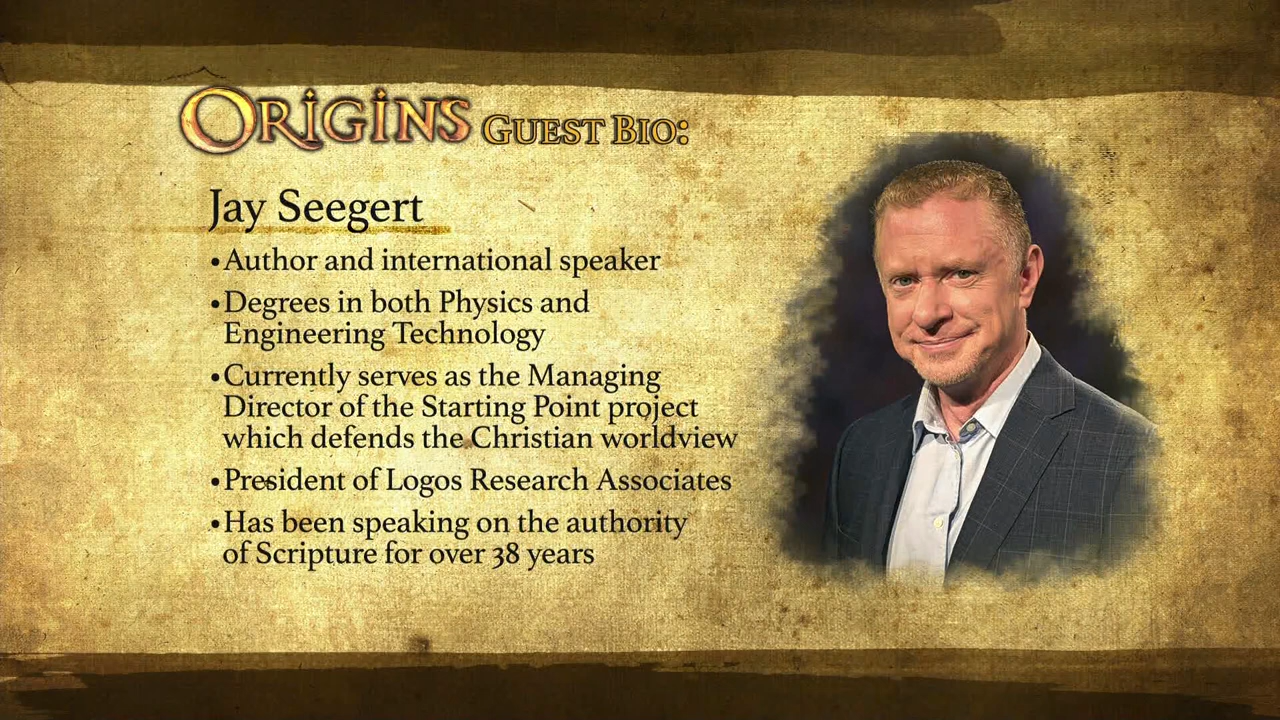 ORIGINS GUEST BIO:
Jay Seegert
•Author and international speaker
•Degrees in both Physics and
Engineering Technology
•Currently serves as the Managing
Director of the Starting Point project
which defends the Christian worldview
•President of Logos Research Associates
•Has been speaking on the authority
of Scripture for over 38 years